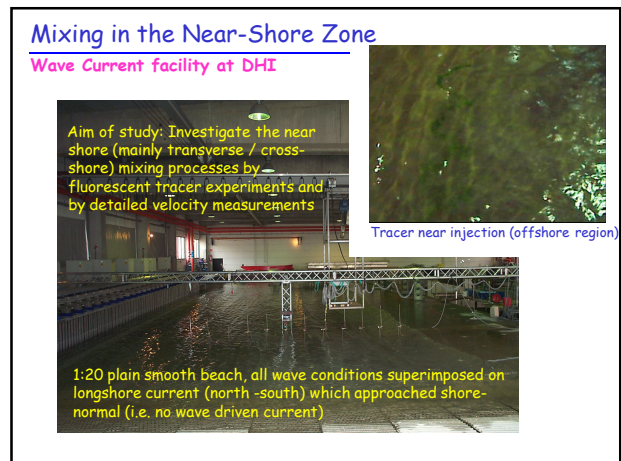 Mixing in the Near-Shore Zone
Wave Current facility at DHI
Aim of study: Investigate the near
shore (mainly transverse / cross-
shore) mixing processes by
fluorescent tracer experiments and
by detailed velocity measurements
Tracer near injection (offshore region)
1:20 plain smooth beach, all wave conditions superimposed on
longshore current (north -south) which approached shore-
normal (i.e. no wave driven current)